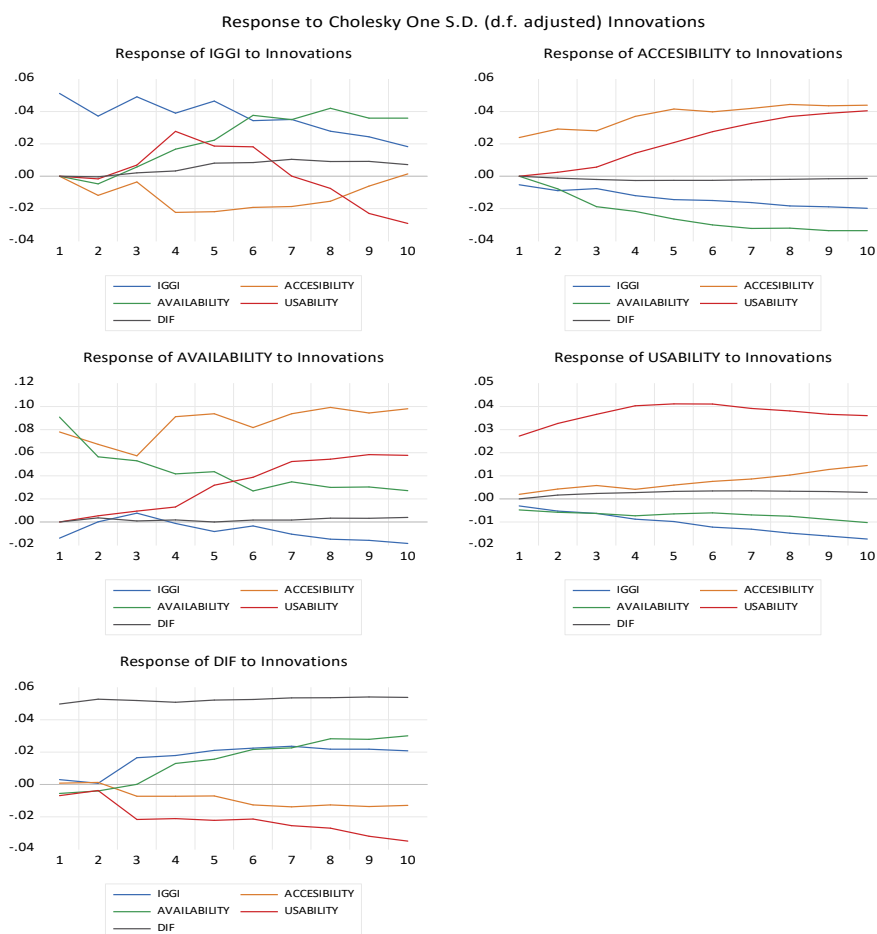 Response to Cholesky One S.D. (d.f. adjusted) Innovations
Response of IGGI to Innovations
.06
.04
.02
.00
-.02
-.04
1 2 3 4 5 6 7 8 9 10
IGGI ACCESIBILITY
AVAILABILITY USABILITY
DIF
Response of ACCESIBILITY to Innovations
.06
.04
.02
.00
-.02
-.04
1 2 3 4 5 6 7 8 9 10
IGGI ACCESIBILITY
AVAILABILITY USABILITY
DIF
Response of AVAILABILITY to Innovations
.12
.10
.08
.06
.04
.02
.00
-.02
1 2 3 4 5 6 7 8 9 10
IGGI ACCESIBILITY
AVAILABILITY USABILITY
DIF
Response of USABILITY to Innovations
.05
.04
.03
.02
.01
.00
-.01
-.02
1 2 3 4 5 6 7 8 9 10
IGGI ACCESIBILITY
AVAILABILITY USABILITY
DIF
Response of DIF to Innovations
.06
.04
.02
.00
-.02
-.04
1 2 3 4 5 6 7 8 9 10
IGGI ACCESIBILITY
AVAILABILITY USABILITY
DIF